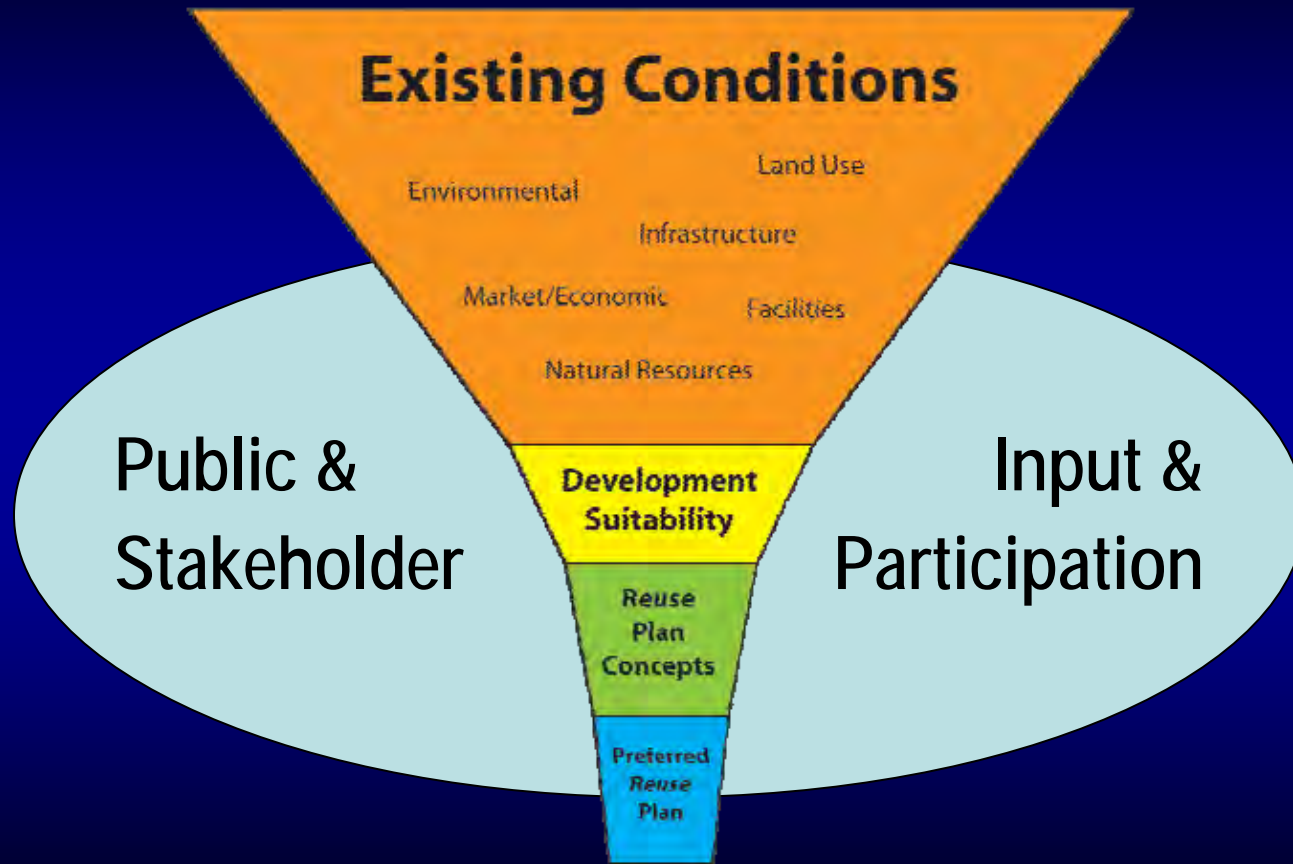 Existing Conditions
Land Use
Environmental
Infrastructure
Market/Economic
Facilities
Natural Resources
Public &
Stakeholder
Input &
Participation
Development
Suitability
Reuse
Plan
Concepts
Preferred
Reuse
Plan